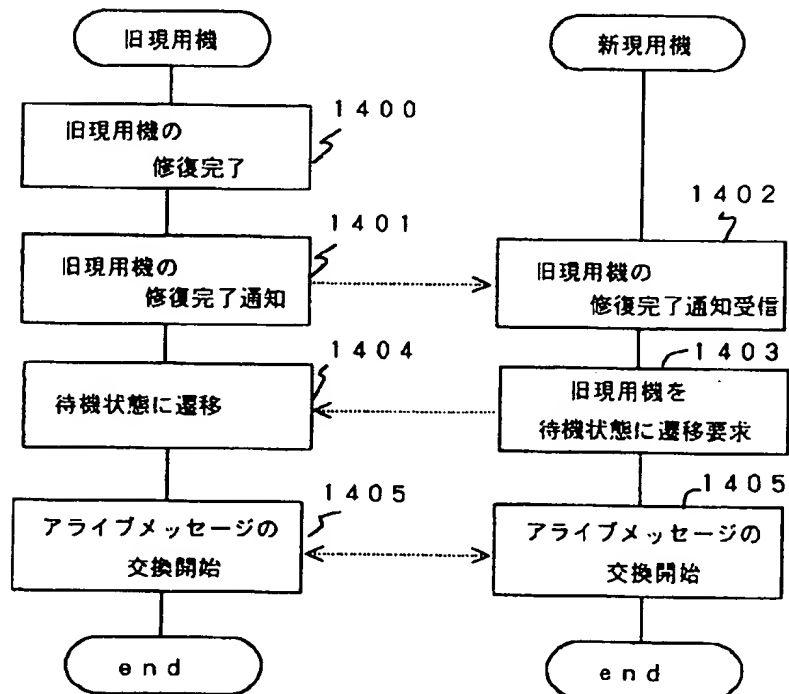 旧現用機
新現用機
1400
旧現用機の
修復完了
1402
1401
旧現用機の
修復完了通知
旧現用機の
修復完了通知受信
1404
1403
待機状態に遷移
旧現用機を
待機状態に遷移要求
1405
1405
アライブメッセージの
交換開始
アライブメッセージの
交換開始
end
end